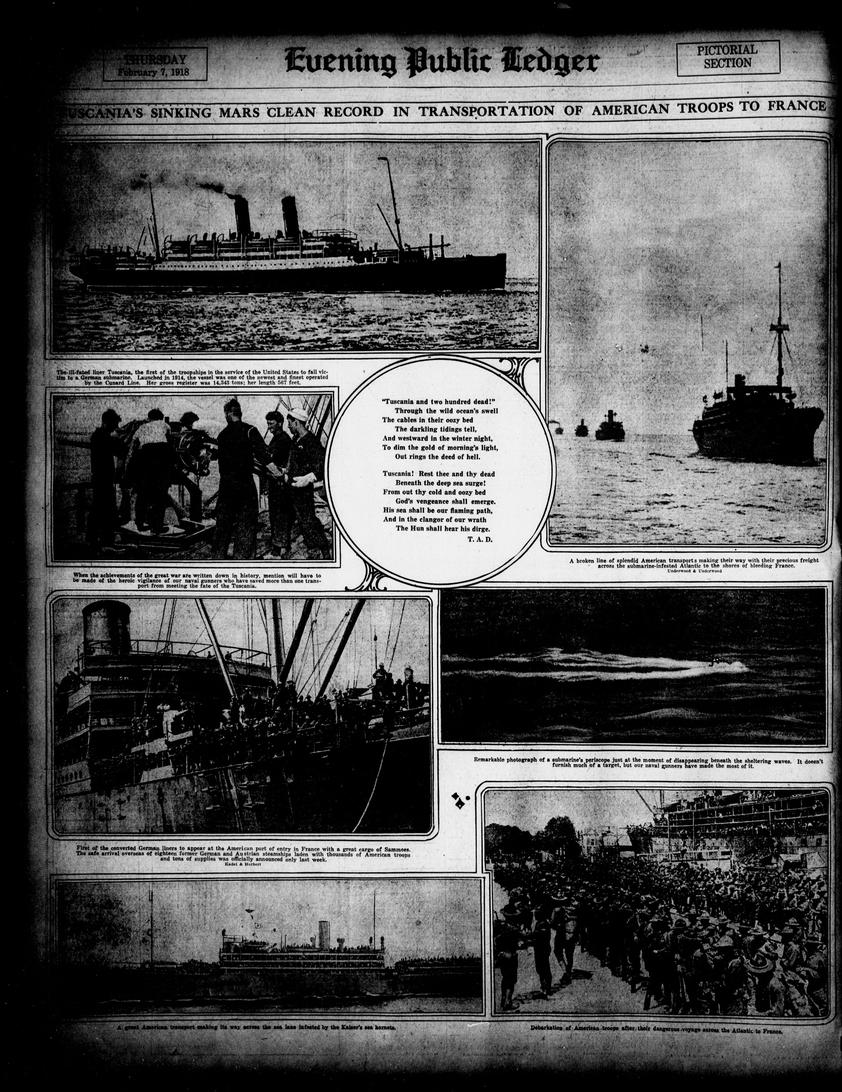 THURSDAY
February 7, 1918
Evening Public Ledger
PICTORIAL
SECTION
TUSCANIA'S SINKING MARS CLEAN RECORD IN TRANSPORTATION OF AMERICAN TROOPS TO FRANCE
The ill-fated liner Tuscania, the first of the troopships in the service of the United States to fall vic-
tim to a German submarine. Launched in 1914, the vessel was one of the newest and finest operated
by the Cunard Line. Her gross register was 14,343 tons; her length 567 feet.
"Tuscania and two hundred dead!"
Through the wild ocean's swell
The cables in their oozy bed
The darkling tidings tell,
And westward in the winter night,
To dim the gold of morning's light,
Out rings the deed of hell.
Tuscania! Rest thee and thy dead
Beneath the deep sea surge!
From out thy cold and oozy bed
God's vengeance shall emerge.
His sea shall be our flaming path,
And in the clangor of our wrath
The Hun shall hear his dirge.
T. A. D.
A broken line of splendid American transports making their way with their precious freight
across the submarine-infested Atlantic to the shores of bleeding France.
Underwood & Underwood
When the achievements of the great war are written down in history, mention will have to
be made of the heroic vigilance of our naval gunners who have saved more than one trans-
port from meeting the fate of the Tuscania.
Remarkable photograph of a submarine's periscope just at the moment of disappearing beneath the sheltering waves. It doesn't
furnish much of a target, but our naval gunners have made the most of it.
First of the converted German liners to appear at the American port of entry in France with a great cargo of Sammees.
The safe arrival overseas of eighteen former German and Austrian steamships laden with thousands of American troops
and tons of supplies was officially announced only last week.
Kadel & Herbert
A great American transport making its way across the sea lane infested by the Kaiser's sea hornets.
Debarkation of American troops after their dangerous voyage across the Atlantic to France.